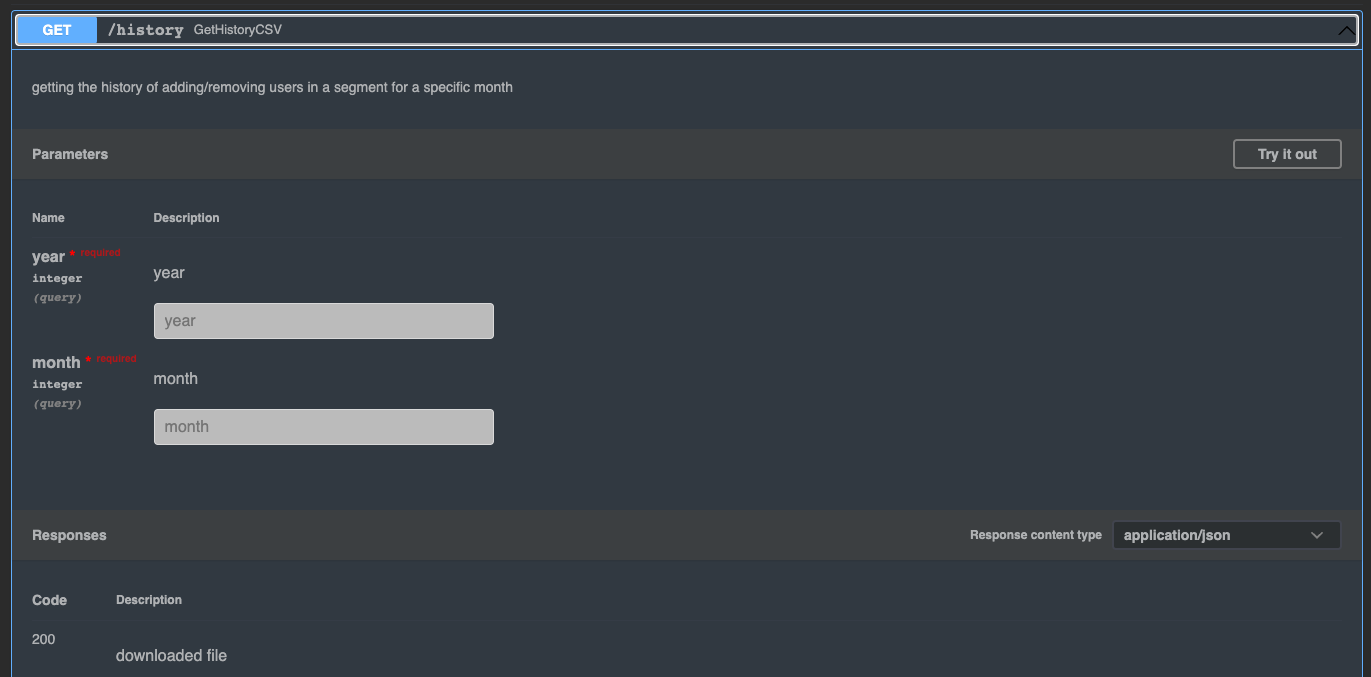 GET /history GetHistoryCSV
getting the history of adding/removing users in a segment for a specific month
Parameters Try it out
Name Description
year * required
integer
(query)
year
year
month * required
integer
(query)
month
month
Responses Response content type application/json
Code Description
200
downloaded file